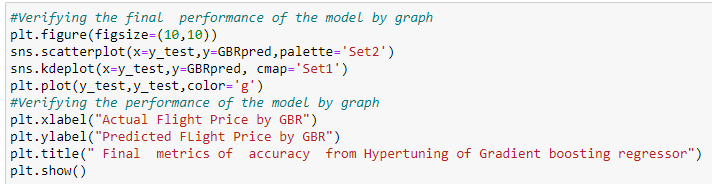 #Verifying the final  performance of the model by graph
plt.figure(figsize=(10,10))
sns.scatterplot(x=y_test,y=GBRpred,palette='Set2')
sns.kdeplot(x=y_test,y=GBRpred, cmap='Set1')
plt.plot(y_test,y_test,color='g')
#Verifying the performance of the model by graph
plt.xlabel("Actual Flight Price by GBR")
plt.ylabel("Predicted FLight Price by GBR")
plt.title(" Final  metrics of  accuracy  from Hypertuning of Gradient boosting regressor")
plt.show()